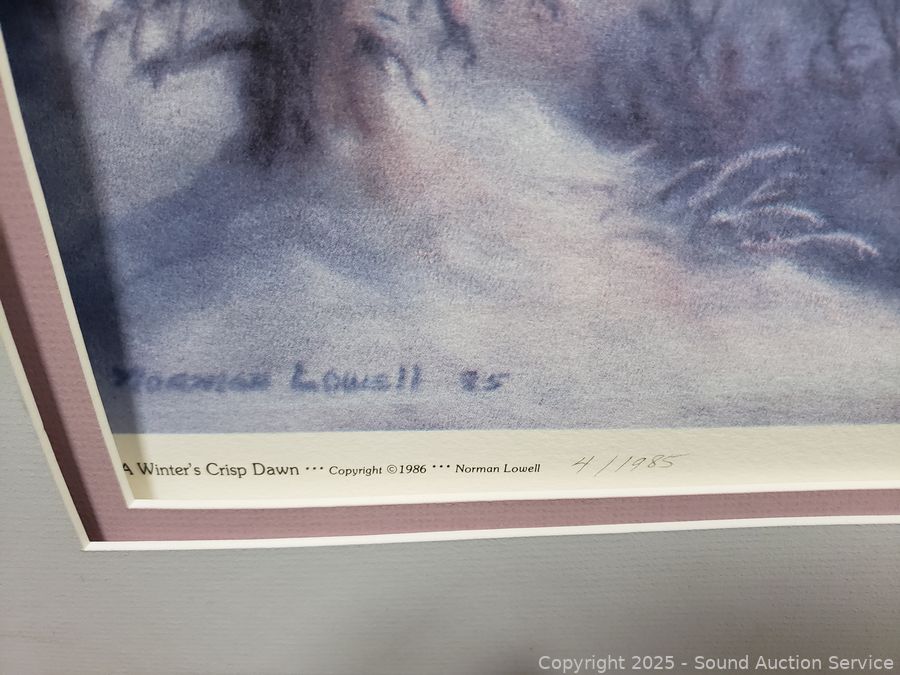 Norman Lowell 85
A Winter's Crisp Dawn ··· Copyright ©1986 ··· Norman Lowell 4/1985
Copyright 2025 - Sound Auction Service